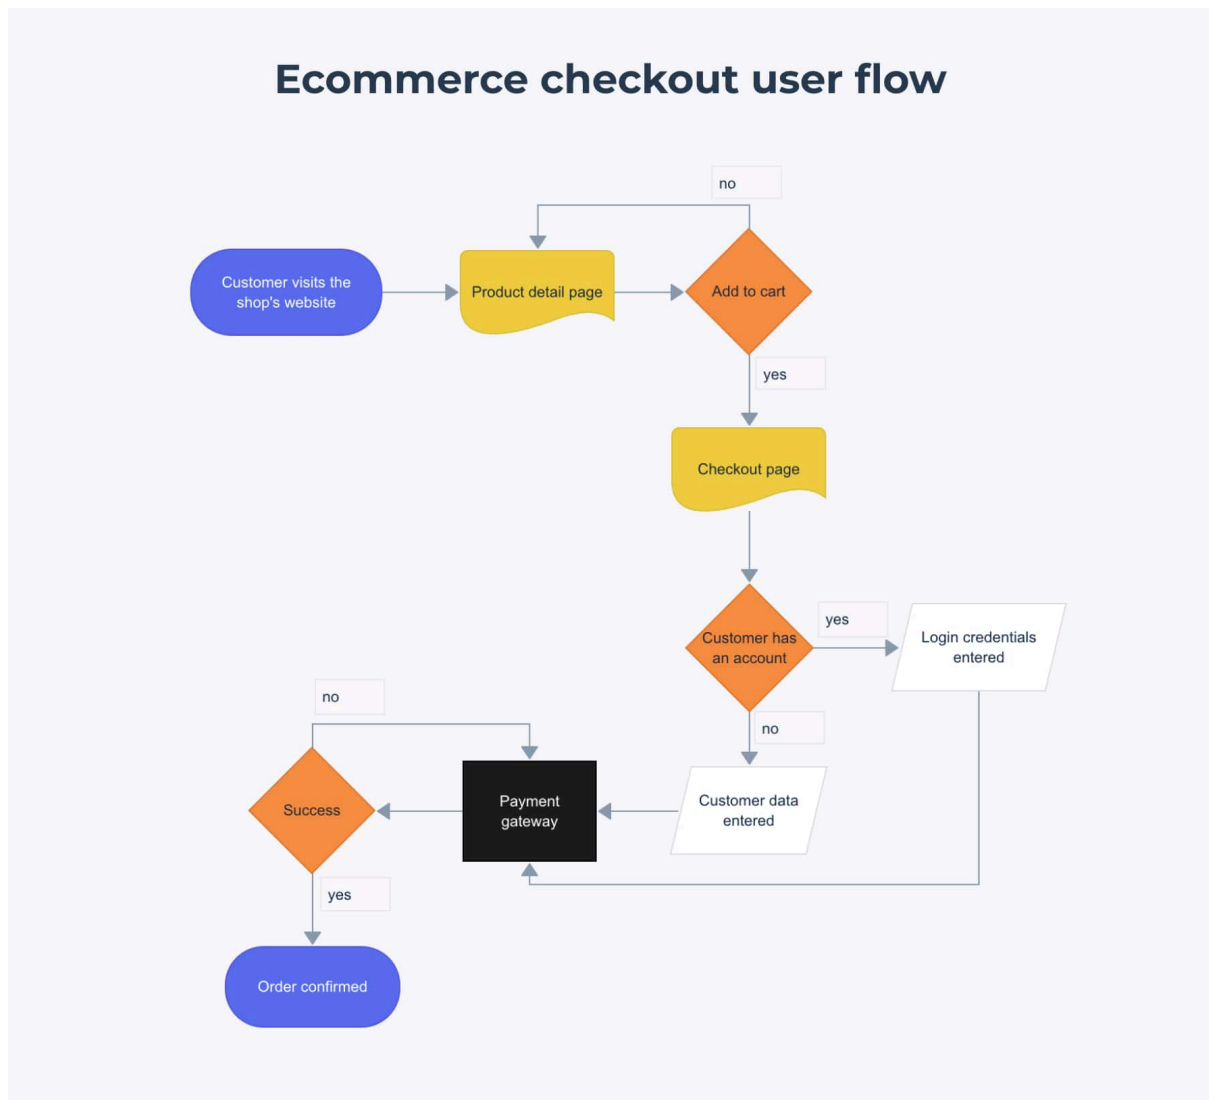 Ecommerce checkout user flow
no
Customer visits the
shop's website
Product detail page
Add to cart
yes
Checkout page
Customer has
an account
yes
Login credentials
entered
no
Customer data
entered
Payment
gateway
no
Success
yes
Order confirmed